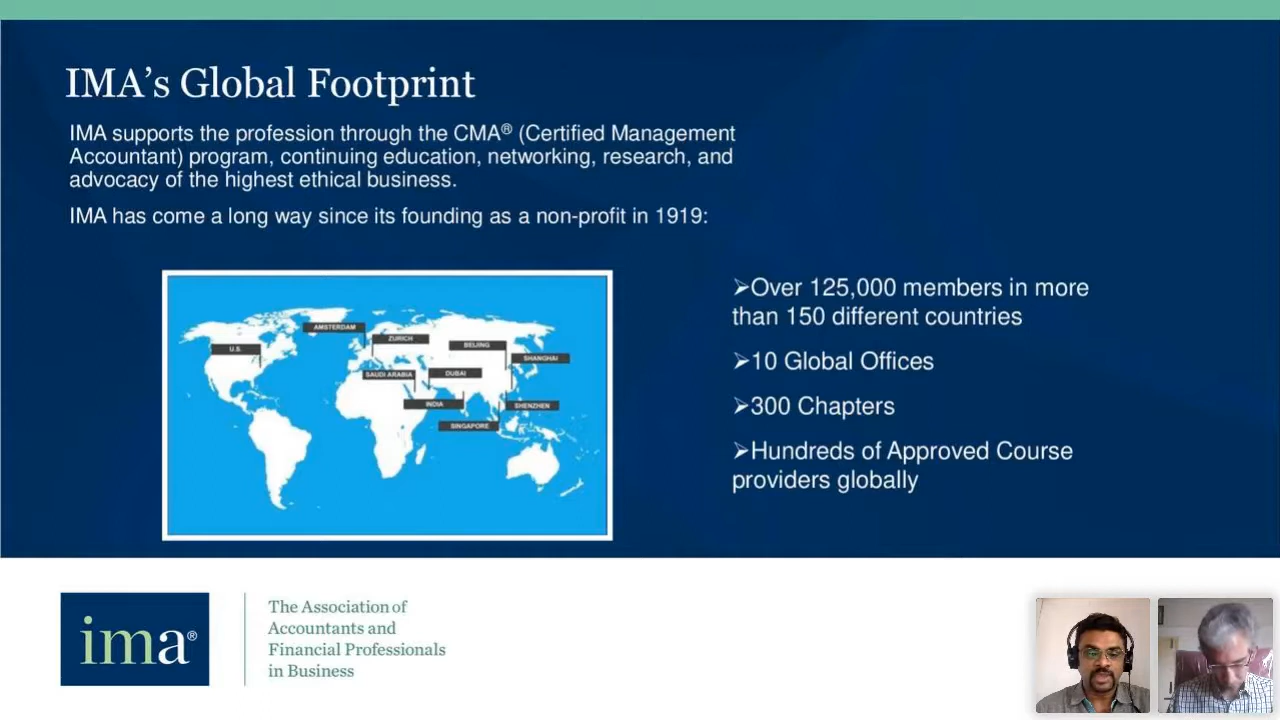 IMA’s Global Footprint
IMA supports the profession through the CMA® (Certified Management
Accountant) program, continuing education, networking, research, and
advocacy of the highest ethical business.
IMA has come a long way since its founding as a non-profit in 1919:
AMSTERDAM
ZURICH
U.S.
BEIJING
SHANGHAI
SAUDI ARABIA
DUBAI
INDIA
SHENZHEN
SINGAPORE
➢Over 125,000 members in more
than 150 different countries
➢10 Global Offices
➢300 Chapters
➢Hundreds of Approved Course
providers globally
ima®
The Association of
Accountants and
Financial Professionals
in Business